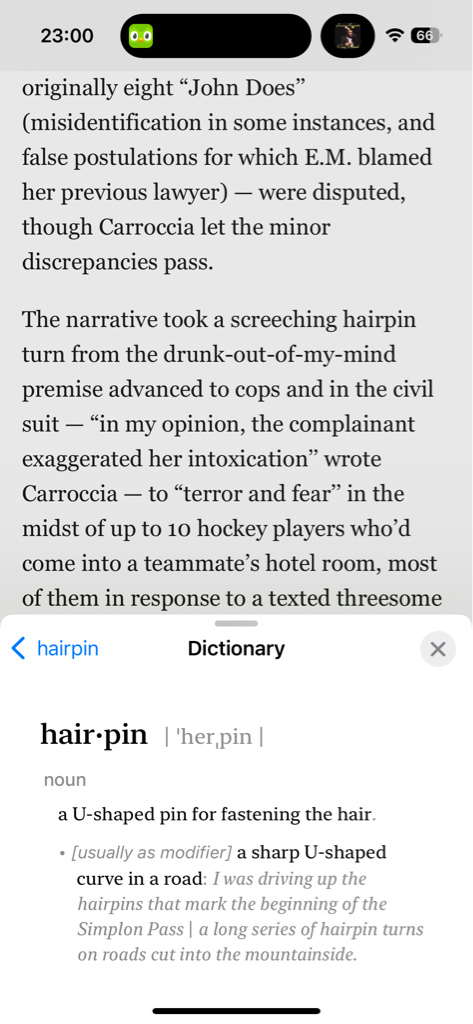 23:00
66
originally eight “John Does”
(misidentification in some instances, and
false postulations for which E.M. blamed
her previous lawyer) — were disputed,
though Carroccia let the minor
discrepancies pass.
The narrative took a screeching hairpin
turn from the drunk-out-of-my-mind
premise advanced to cops and in the civil
suit — “in my opinion, the complainant
exaggerated her intoxication” wrote
Carroccia — to “terror and fear” in the
midst of up to 10 hockey players who’d
come into a teammate’s hotel room, most
of them in response to a texted threesome
hairpin
Dictionary
hair·pin | ˈherˌpin |
noun
a U-shaped pin for fastening the hair.
• [usually as modifier] a sharp U-shaped
curve in a road: I was driving up the
hairpins that mark the beginning of the
Simplon Pass | a long series of hairpin turns
on roads cut into the mountainside.